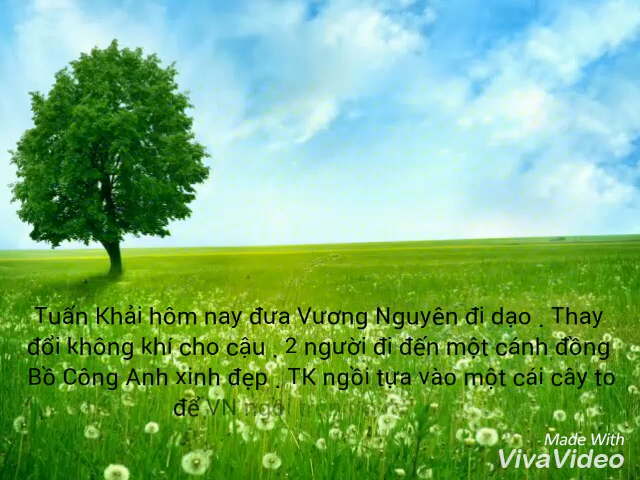 Tuấn Khải hôm nay đưa Vương Nguyên đi dạo . Thay
đổi không khí cho cậu . 2 người đi đến một cánh đồng
Bồ Công Anh xinh đẹp . TK ngồi tựa vào một cái cây to
để VN ngồi
Made With
VivaVideo